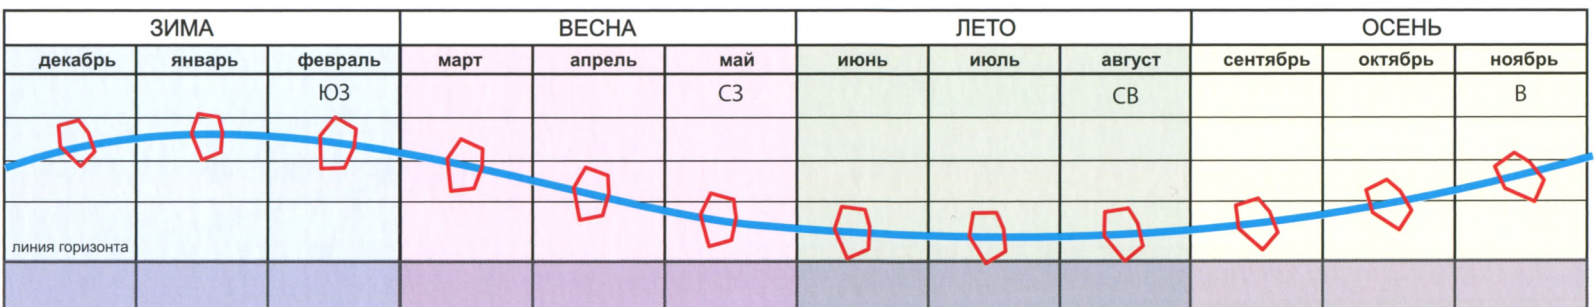 ЗИМА ВЕСНА ЛЕТО ОСЕНЬ
декабрь январь февраль март апрель май июнь июль август сентябрь октябрь ноябрь
ЮЗ СЗ СВ В
линия горизонта